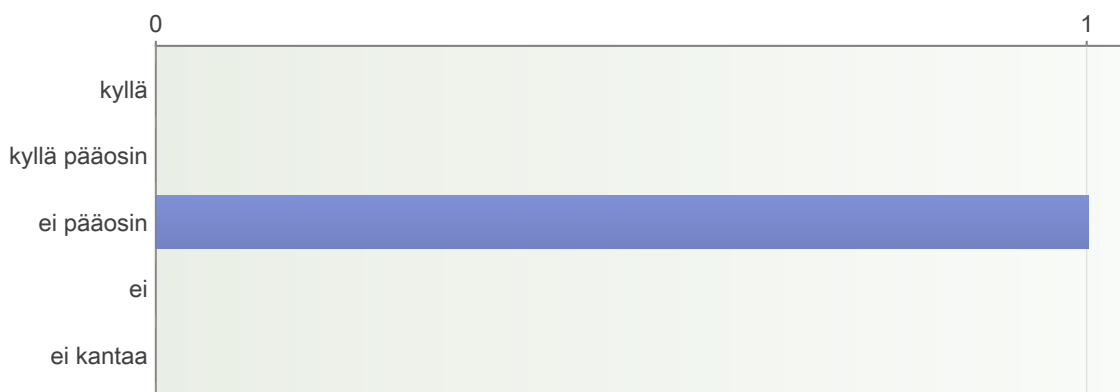 0 1
kyllä
kyllä pääosin
ei pääosin
ei
ei kantaa